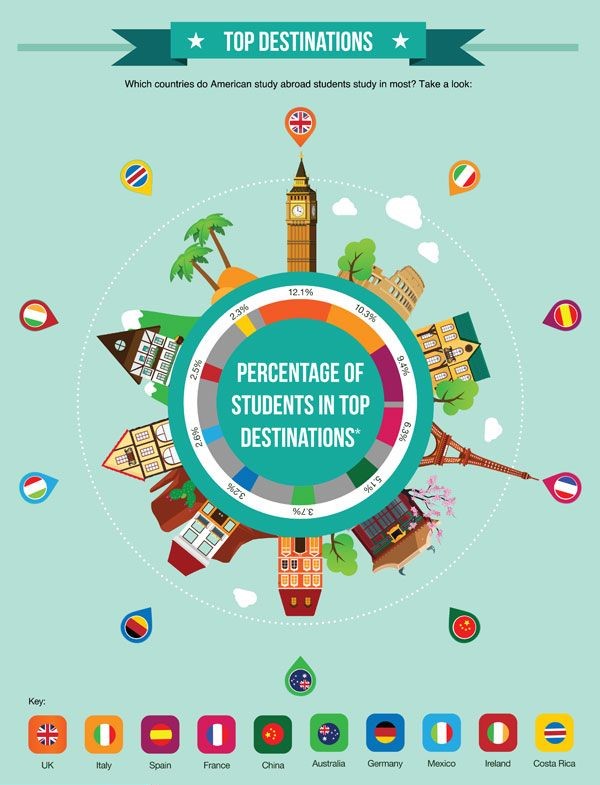 TOP DESTINATIONS
Which countries do American study abroad students study in most? Take a look:
12.1%
10.3%
9.4%
6.3%
5.1%
3.7%
3.2%
2.6%
2.5%
2.3%
PERCENTAGE OF
STUDENTS IN TOP
DESTINATIONS*
Key:
UK
Italy
Spain
France
China
Australia
Germany
Mexico
Ireland
Costa Rica